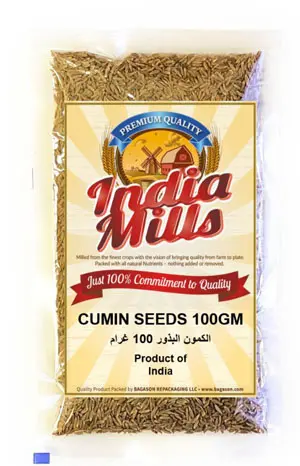 PREMIUM QUALITY
India
Mills
Milled from the finest crops with the vision of bringing quality from farm to plate.
Packed with all natural Nutrients – nothing added or removed.
Just 100% Commitment to Quality
CUMIN SEEDS 100GM
الكمون البذور 100 غرام
Product of
India
Quality Product Packed by BAGASON REPACKAGING LLC • www.bagason.com